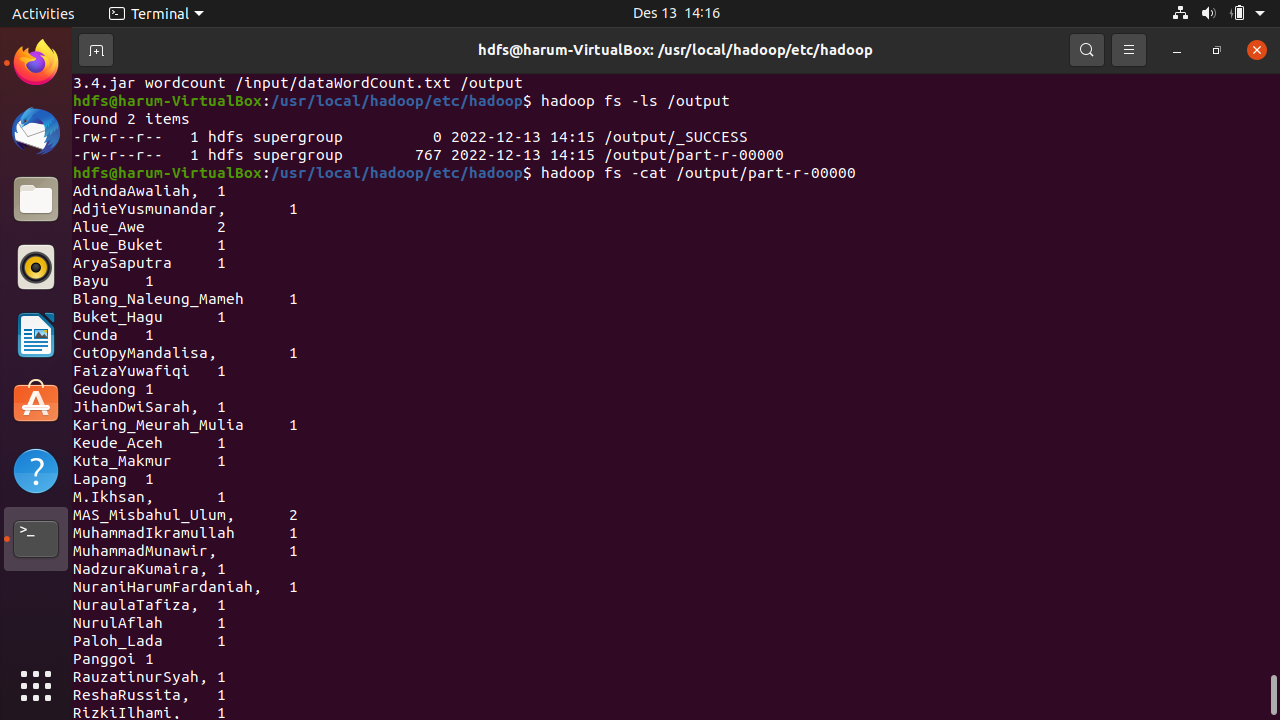 Activities Terminal Des 13 14:16
hdfs@harum-VirtualBox: /usr/local/hadoop/etc/hadoop
3.4.jar wordcount /input/dataWordCount.txt /output
hdfs@harum-VirtualBox:/usr/local/hadoop/etc/hadoop$ hadoop fs -ls /output
Found 2 items
-rw-r--r--   1 hdfs supergroup          0 2022-12-13 14:15 /output/_SUCCESS
-rw-r--r--   1 hdfs supergroup        767 2022-12-13 14:15 /output/part-r-00000
hdfs@harum-VirtualBox:/usr/local/hadoop/etc/hadoop$ hadoop fs -cat /output/part-r-00000
AdindaAwaliah,  1
AdjieYusmunandar,       1
Alue_Awe        2
Alue_Buket      1
AryaSaputra     1
Bayu    1
Blang_Naleung_Mameh     1
Buket_Hagu      1
Cunda   1
CutOpyMandalisa,        1
FaizaYuwafiqi   1
Geudong 1
JihanDwiSarah,  1
Karing_Meurah_Mulia     1
Keude_Aceh      1
Kuta_Makmur     1
Lapang  1
M.Ikhsan,       1
MAS_Misbahul_Ulum,      2
MuhammadIkramullah      1
MuhammadMunawir,        1
NadzuraKumaira, 1
NuraniHarumFardaniah,   1
NuraulaTafiza,  1
NurulAflah      1
Paloh_Lada      1
Panggoi 1
RauzatinurSyah, 1
ReshaRussita,   1
RizkiIlhami,    1